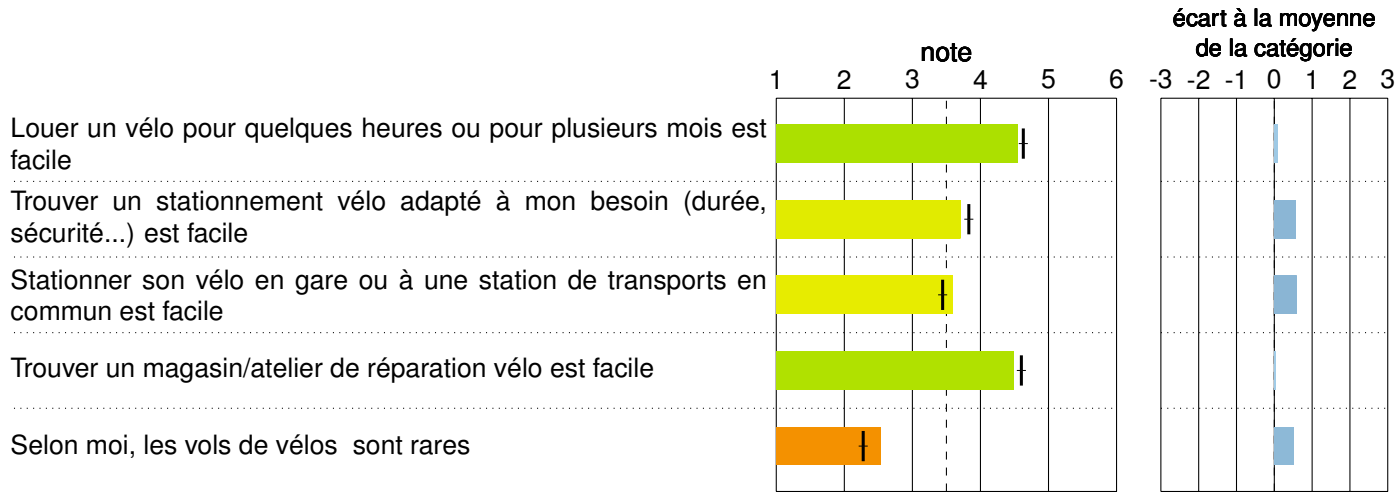 écart à la moyenne
de la catégorie
note
1 2 3 4 5 6
-3 -2 -1 0 1 2 3
Louer un vélo pour quelques heures ou pour plusieurs mois est
facile
Trouver un stationnement vélo adapté à mon besoin (durée,
sécurité...) est facile
Stationner son vélo en gare ou à une station de transports en
commun est facile
Trouver un magasin/atelier de réparation vélo est facile
Selon moi, les vols de vélos sont rares